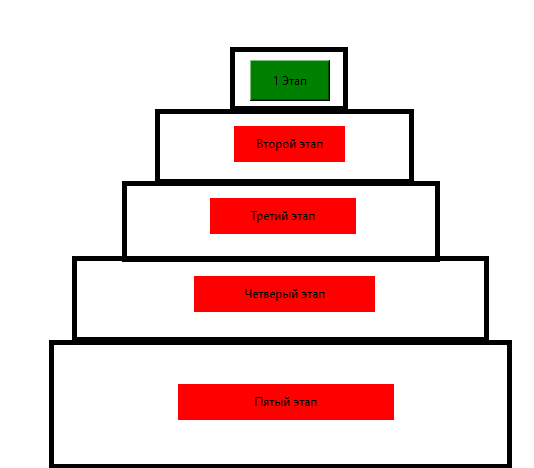 1 Этап
Второй этап
Третий этап
Четверый этап
Пятый этап